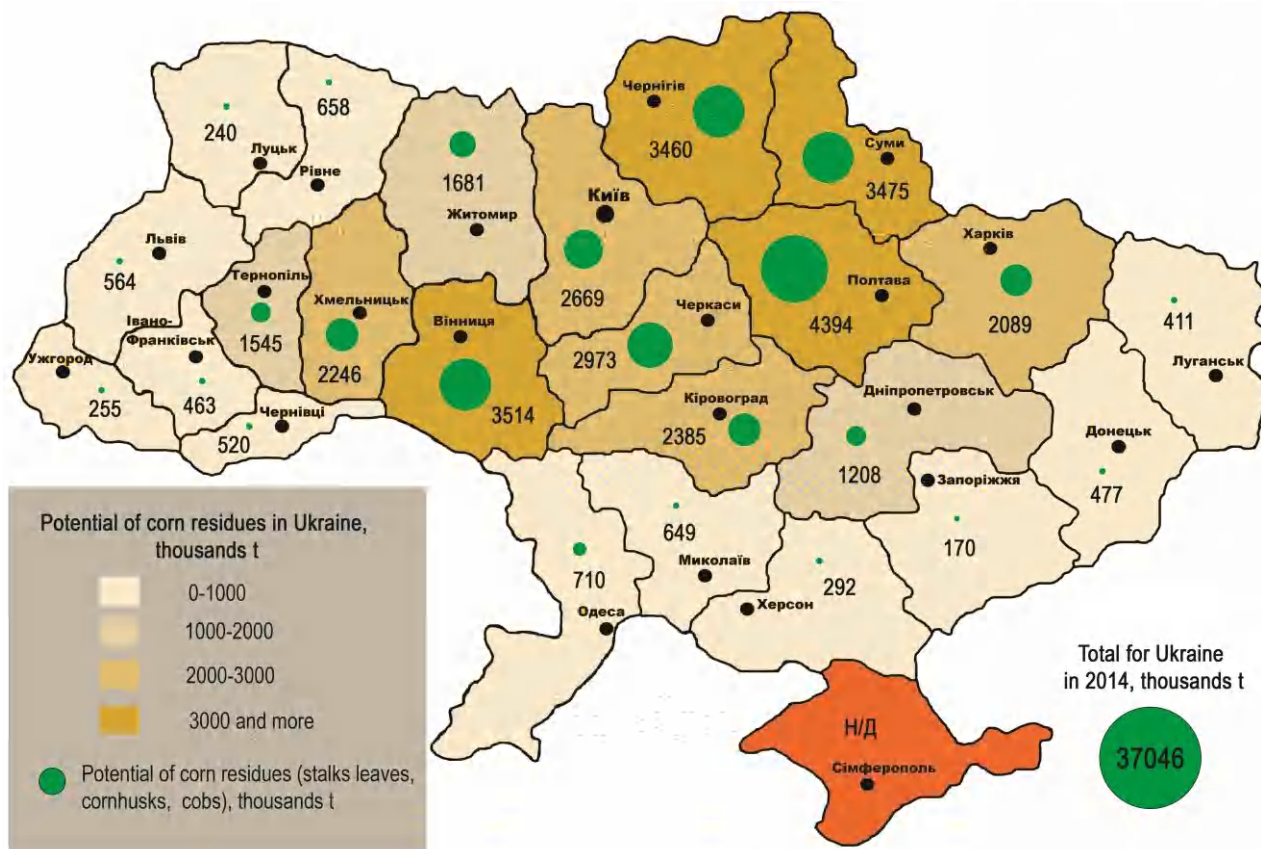 Чернігів
3460
Суми
3475
658
240
Луцьк
Рівне
1681
Житомир
Київ
2669
Львів
564
Тернопіль
1545
Хмельницьк
2246
Вінниця
3514
Черкаси
2973
Полтава
4394
Харків
2089
411
Луганськ
Івано-
Франківськ
463
Ужгород
255
Чернівці
520
Кіровоград
2385
Дніпропетровськ
1208
Донецьк
477
Запоріжжя
170
649
Миколаїв
710
Одеса
292
Херсон
Н/Д
Сімферополь
Potential of corn residues in Ukraine,
thousands t
0-1000
1000-2000
2000-3000
3000 and more
Potential of corn residues (stalks leaves,
cornhusks, cobs), thousands t
Total for Ukraine
in 2014, thousands t
37046